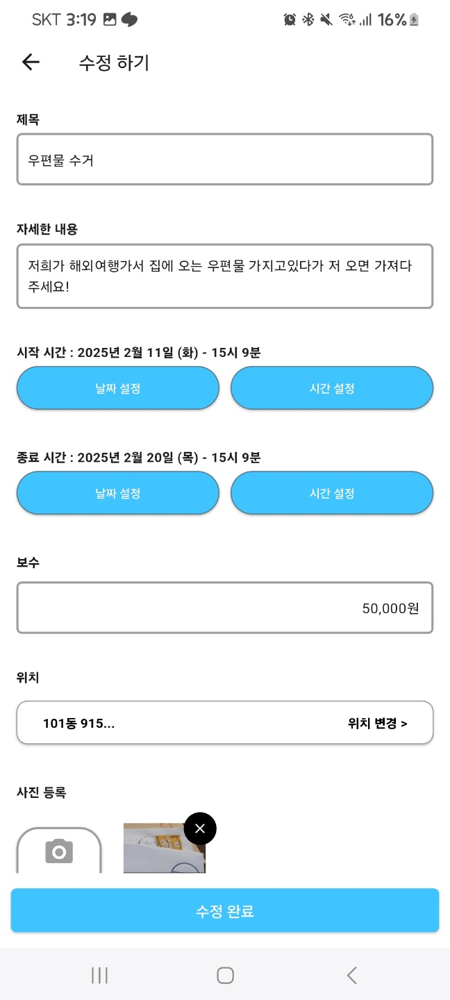 SKT 3:19 16%
수정 하기
제목
우편물 수거
자세한 내용
저희가 해외여행가서 집에 오는 우편물 가지고있다가 저 오면 가져다
주세요!
시작 시간 : 2025년 2월 11일 (화) - 15시 9분
날짜 설정 시간 설정
종료 시간 : 2025년 2월 20일 (목) - 15시 9분
날짜 설정 시간 설정
보수
50,000원
위치
101동 915... 위치 변경 >
사진 등록
수정 완료